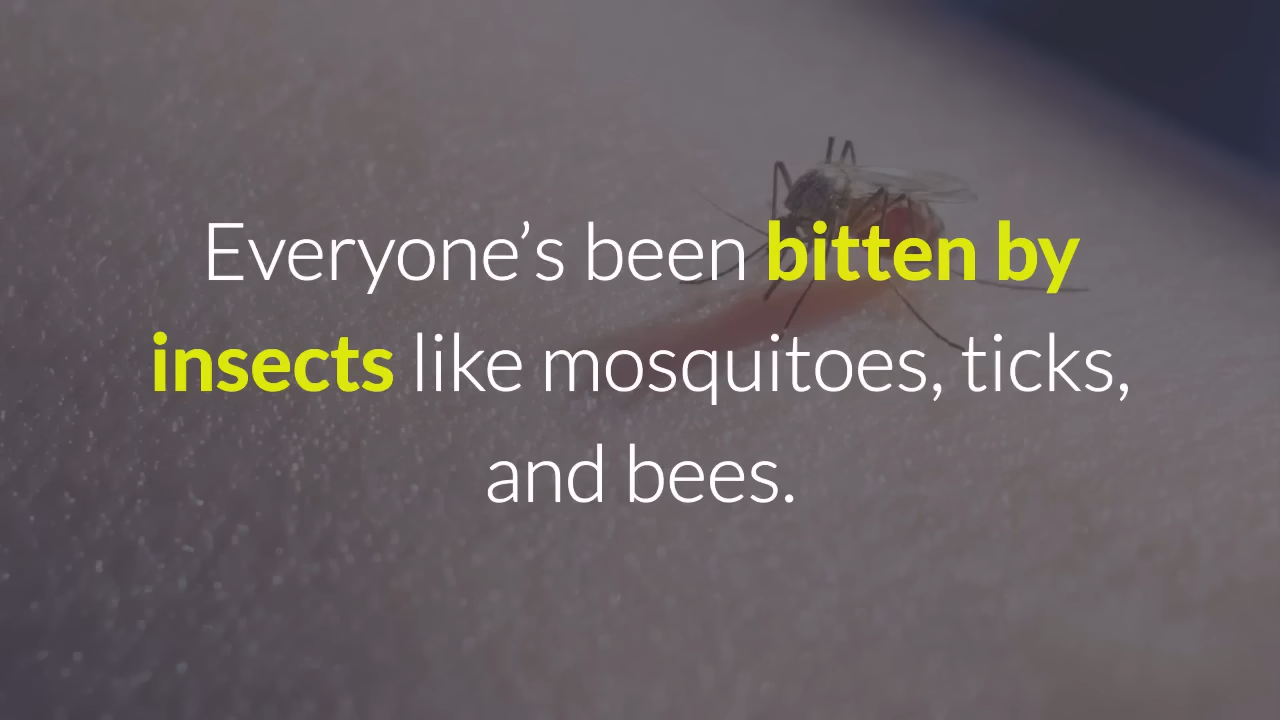 Everyone’s been bitten by
insects like mosquitoes, ticks,
and bees.